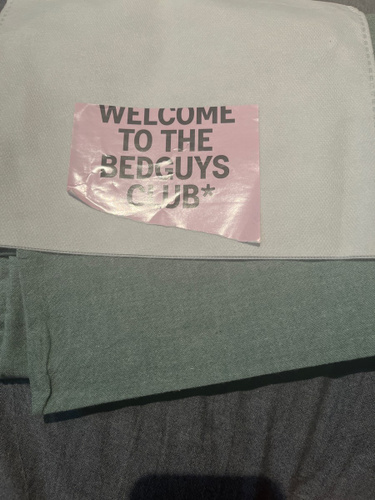 WELCOME
TO THE
BEDGUYS
CLUB*